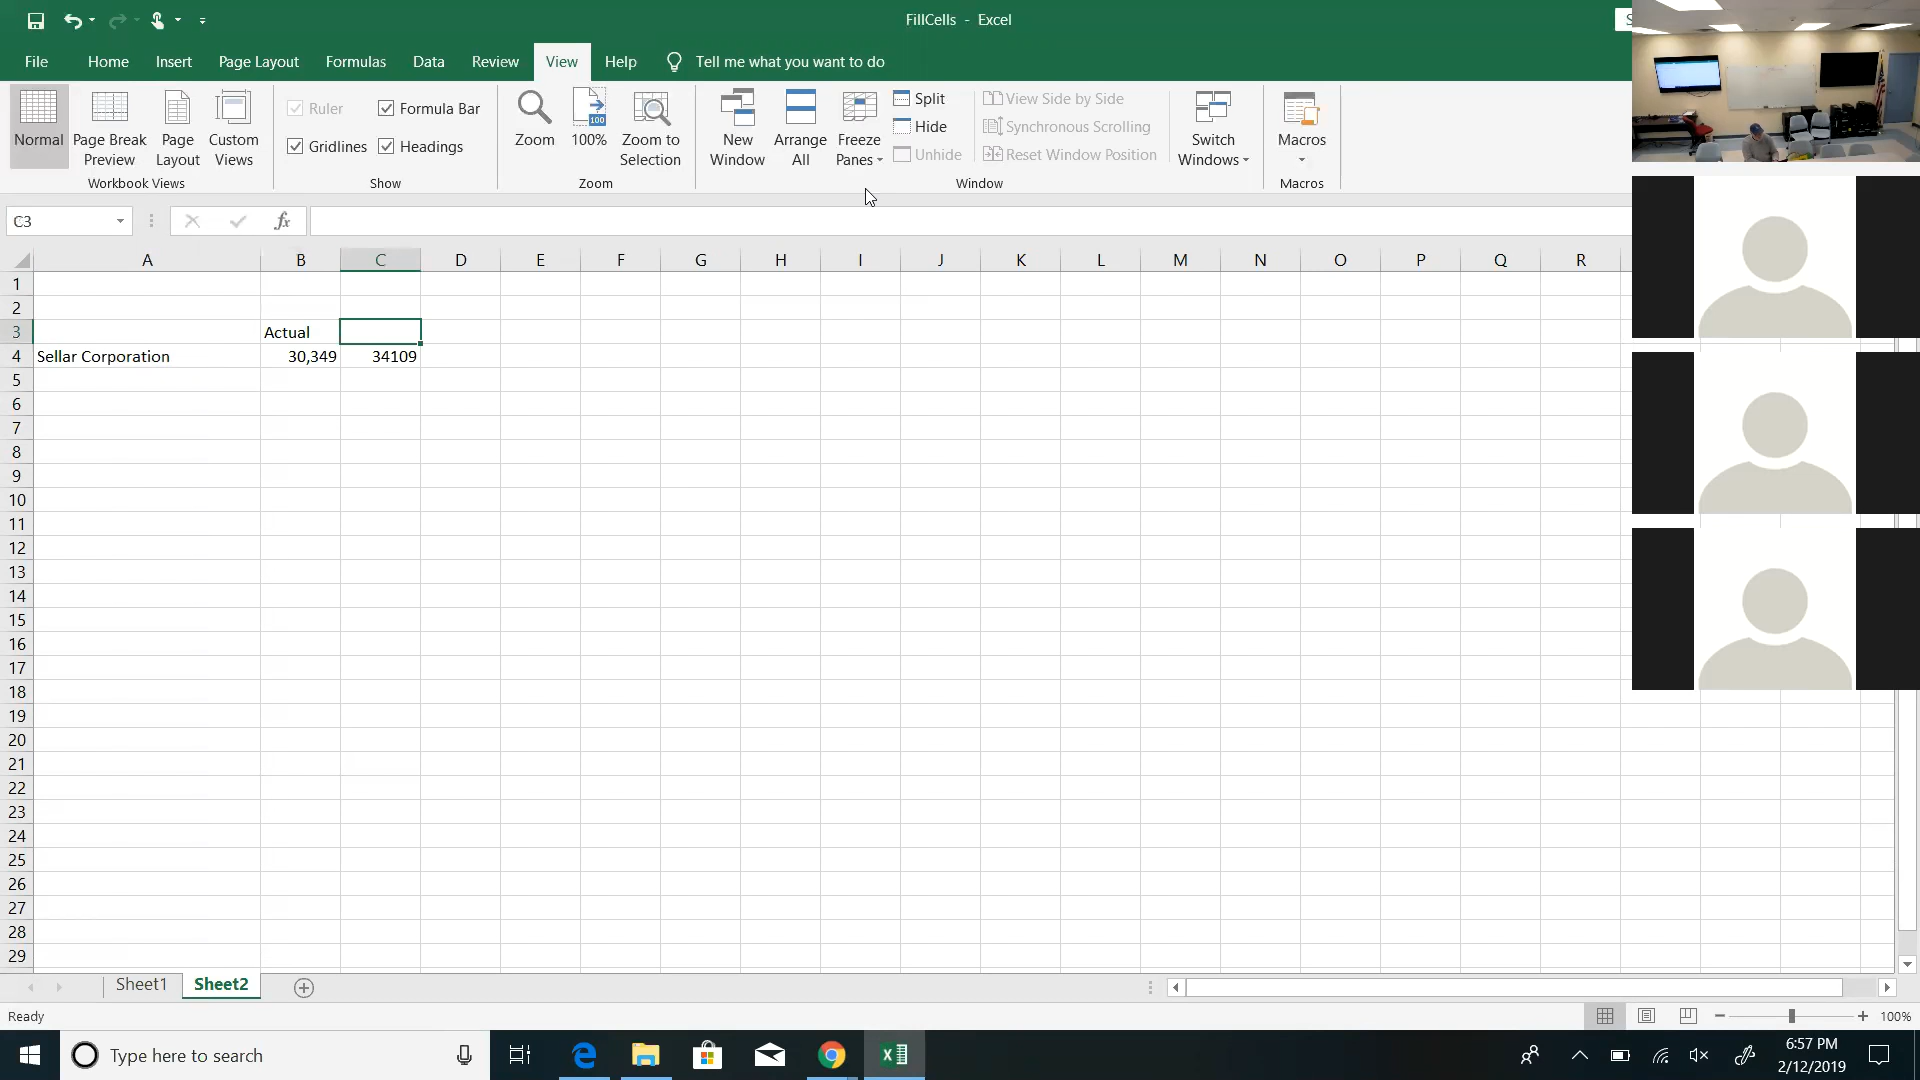 FillCells - Excel
S
File Home Insert Page Layout Formulas Data Review View Help Tell me what you want to do
Normal
Page Break Preview
Page Layout
Custom Views
Workbook Views
Ruler
Formula Bar
Gridlines
Headings
Show
Zoom
100
100%
Zoom to Selection
Zoom
New Window
Arrange All
Freeze Panes
Split
Hide
Unhide
View Side by Side
Synchronous Scrolling
Reset Window Position
Window
Switch Windows
Macros
Macros
C3
fx
A B C D E F G H I J K L M N O P Q R
1
2
3 Actual
4 Sellar Corporation 30,349 34109
5
6
7
8
9
10
11
12
13
14
15
16
17
18
19
20
21
22
23
24
25
26
27
28
29
Sheet1 Sheet2
Ready
100%
Type here to search
6:57 PM
2/12/2019